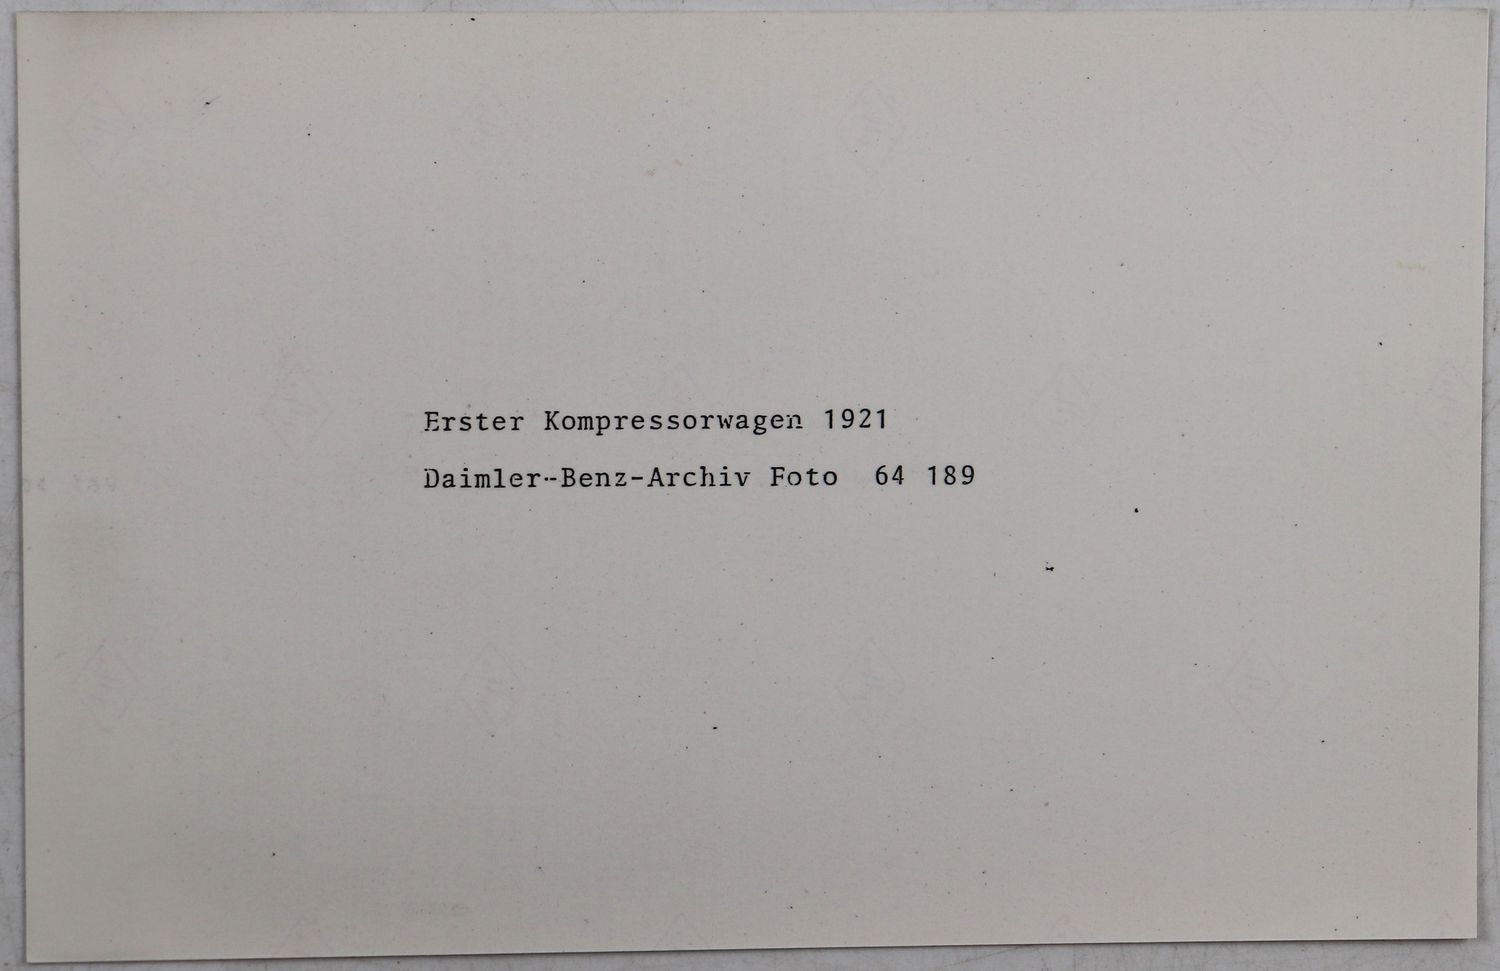 Erster Kompressorwagen 1921
Daimler-Benz-Archiv Foto 64 189